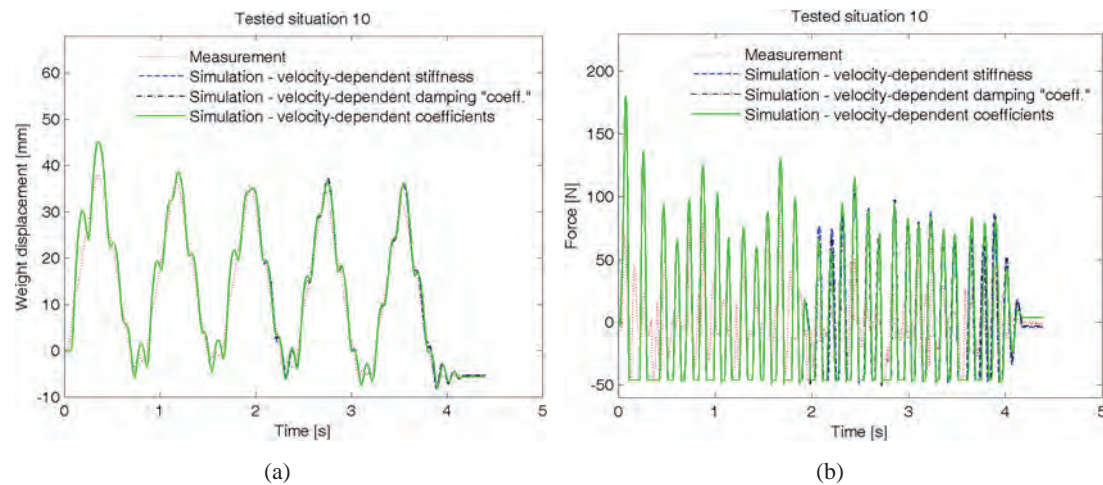 Tested situation 10
Measurement
Simulation - velocity-dependent stiffness
Simulation - velocity-dependent damping "coeff."
Simulation - velocity-dependent coefficients
Weight displacement [mm]
60
50
40
30
20
10
0
-10
0 1 2 3 4 5
Time [s]
(a)
Tested situation 10
Measurement
Simulation - velocity-dependent stiffness
Simulation - velocity-dependent damping "coeff."
Simulation - velocity-dependent coefficients
Force [N]
200
150
100
50
0
-50
0 1 2 3 4 5
Time [s]
(b)